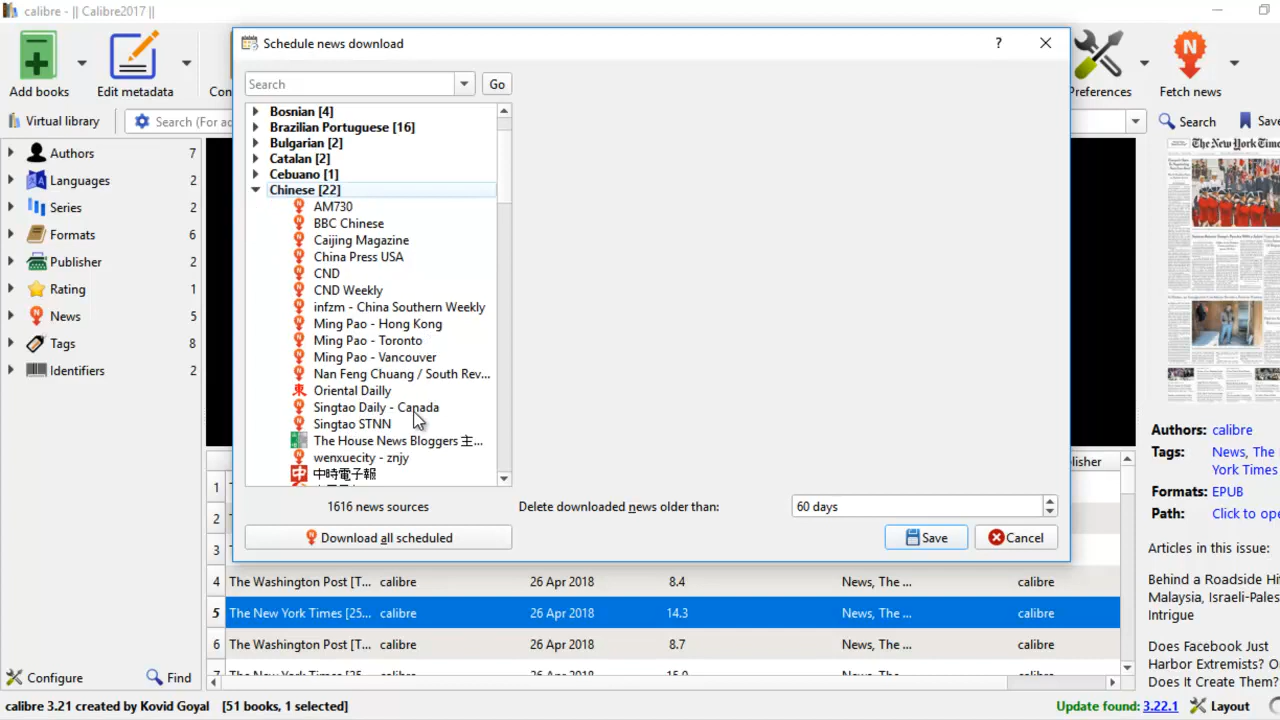 calibre - || Calibre2017 ||
Schedule news download
?
Add books
Edit metadata
Preferences
Fetch news
Search
Go
Virtual library
Search
Authors 7
Languages 2
Series 2
Formats 6
Publisher 2
Rating 1
News 5
Tags 8
Identifiers 2
Bosnian [4]
Brazilian Portuguese [16]
Bulgarian [2]
Catalan [2]
Cebuano [1]
Chinese [22]
AM730
BBC Chinese
Caijing Magazine
China Press USA
CND
CND Weekly
infzm - China Southern Weekly
Ming Pao - Hong Kong
Ming Pao - Toronto
Ming Pao - Vancouver
Nan Feng Chuang / South Rev...
Oriental Daily
Singtao Daily - Canada
Singtao STNN
The House News Bloggers 主...
wenxuecity - znjy
中時電子報
1616 news sources
Delete downloaded news older than:
60 days
Download all scheduled
Save
Cancel
The New York Times
Authors: calibre
Tags: News, The
York Times
Formats: EPUB
Path: Click to ope
Articles in this issue:
Behind a Roadside Hi
Malaysia, Israeli-Pales
Intrigue
Does Facebook Just
Harbor Extremists? O
Does It Create Them?
1
2
3
4 The Washington Post [T... calibre 26 Apr 2018 8.4 News, The ... calibre
5 The New York Times [25... calibre 26 Apr 2018 14.3 News, The ... calibre
6 The Washington Post [T... calibre 26 Apr 2018 8.7 News, The ... calibre
Configure
Find
calibre 3.21 created by Kovid Goyal [51 books, 1 selected]
Update found: 3.22.1
Layout